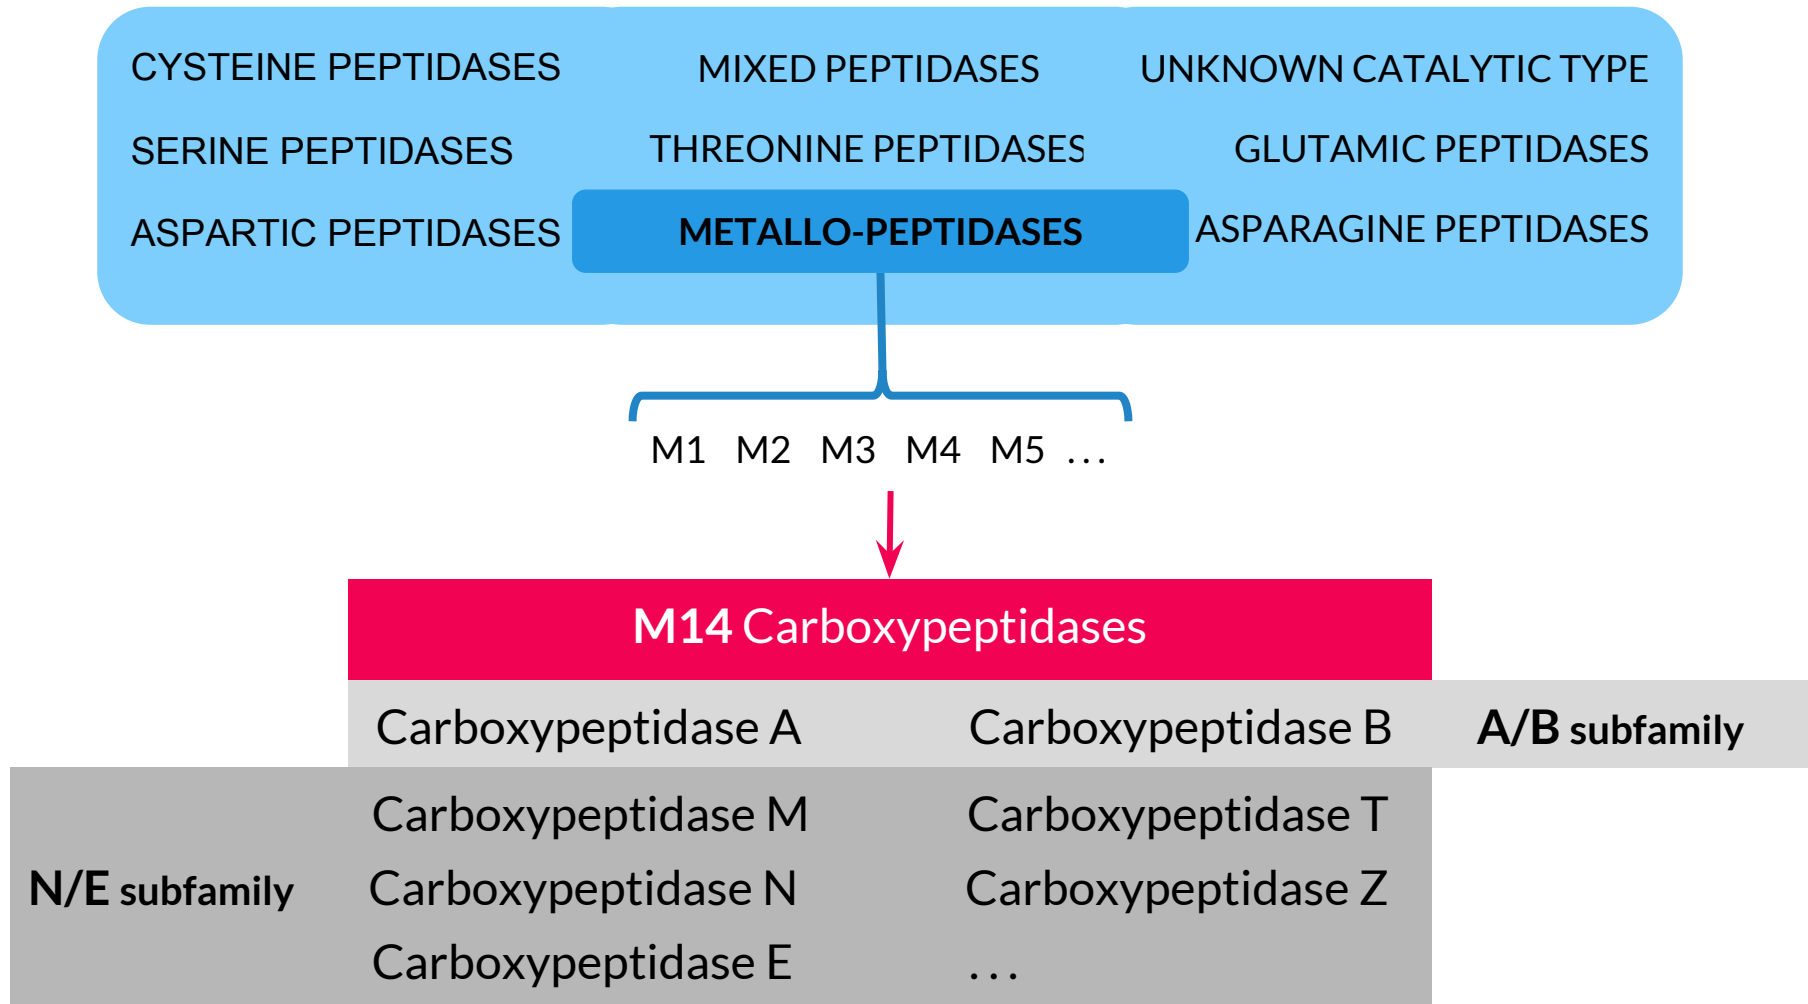 CYSTEINE PEPTIDASES MIXED PEPTIDASES UNKNOWN CATALYTIC TYPE
SERINE PEPTIDASES THREONINE PEPTIDASES GLUTAMIC PEPTIDASES
ASPARTIC PEPTIDASES METALLO-PEPTIDASES ASPARAGINE PEPTIDASES
M1 M2 M3 M4 M5 ...
M14 Carboxypeptidases
Carboxypeptidase A Carboxypeptidase B A/B subfamily
Carboxypeptidase M Carboxypeptidase T
N/E subfamily Carboxypeptidase N Carboxypeptidase Z
Carboxypeptidase E ...